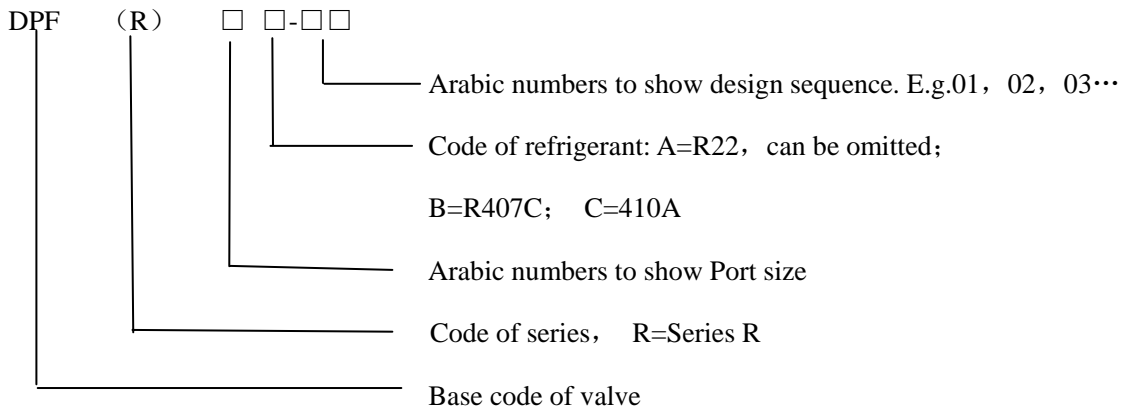 DPF （R） □ □-□□
Arabic numbers to show design sequence. E.g.01，02，03…
Code of refrigerant: A=R22，can be omitted；
B=R407C； C=410A
Arabic numbers to show Port size
Code of series， R=Series R
Base code of valve